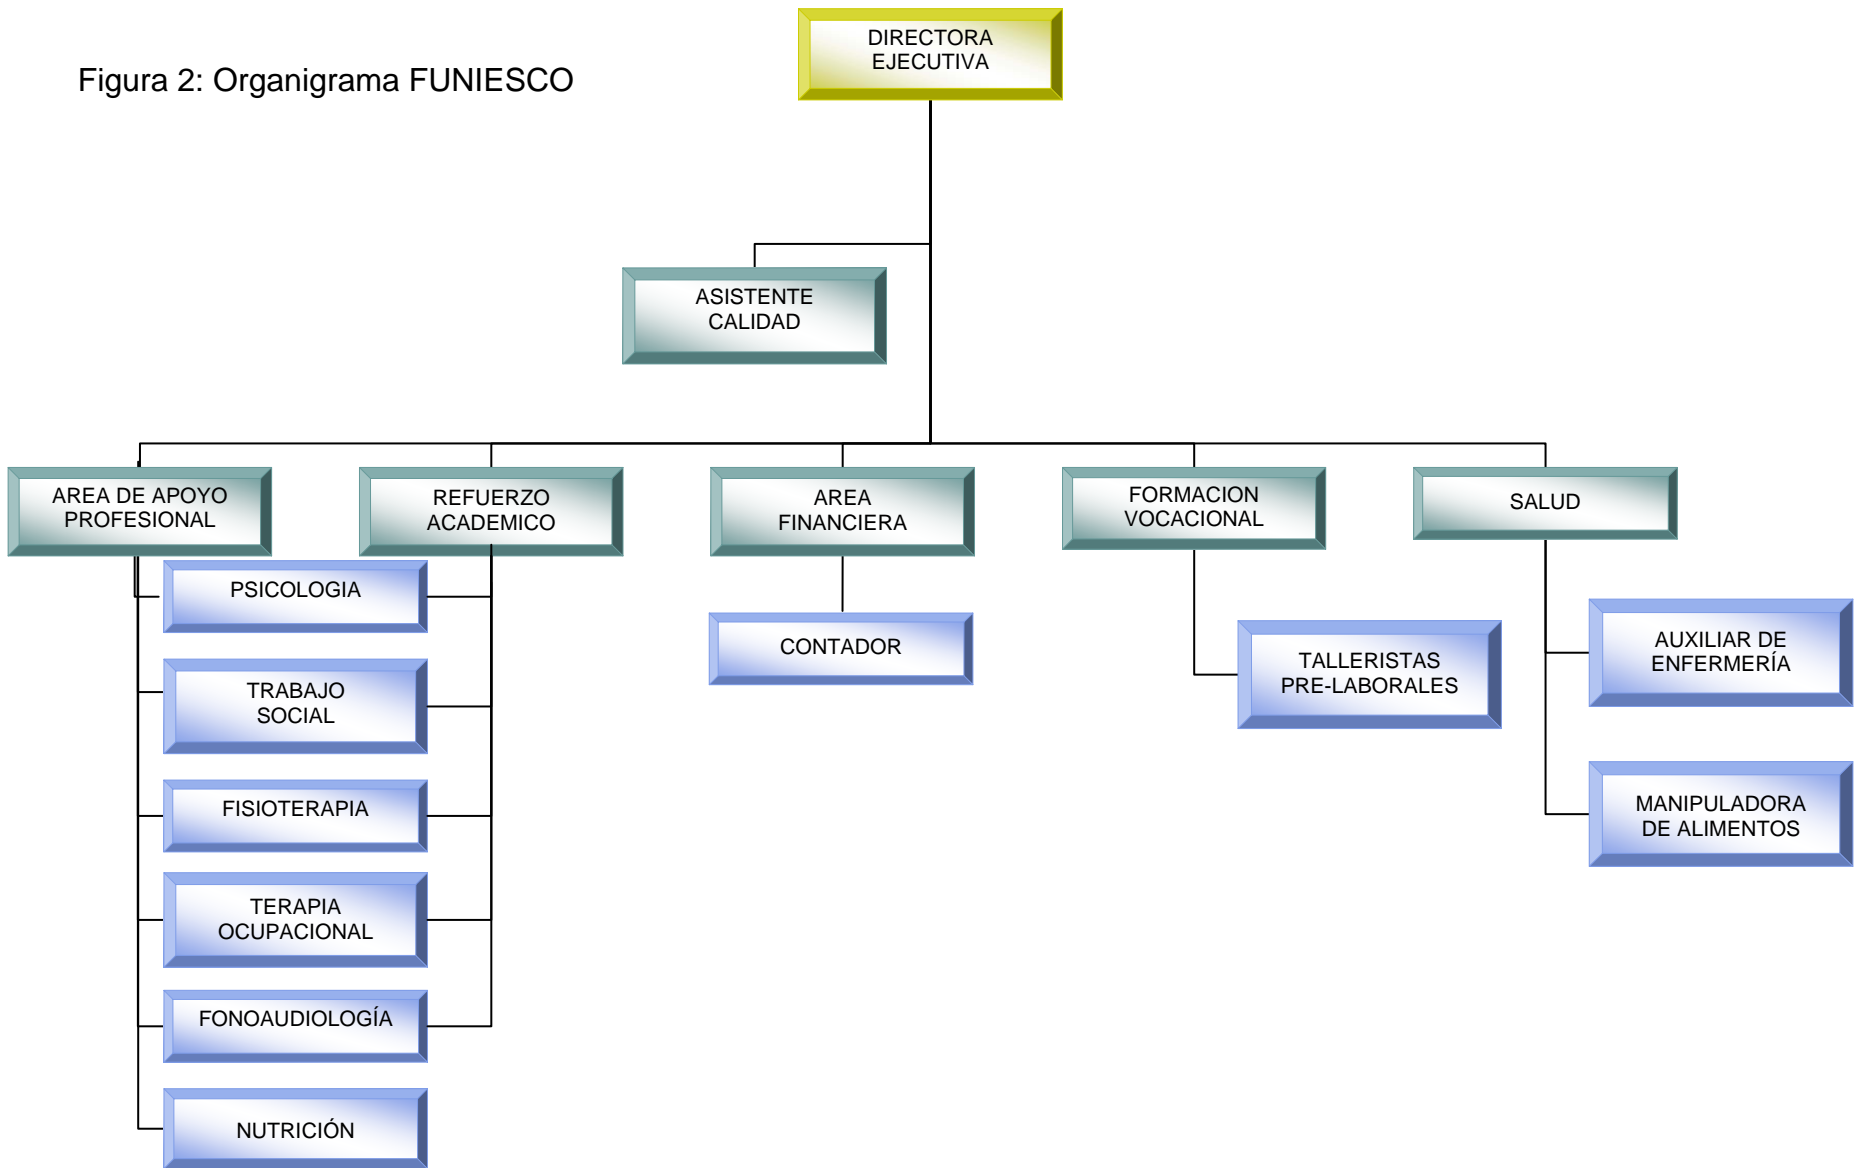 DIRECTORA
EJECUTIVA
Figura 2: Organigrama FUNIESCO
ASISTENTE
CALIDAD
AREA DE APOYO
PROFESIONAL
REFUERZO
ACADEMICO
AREA
FINANCIERA
FORMACION
VOCACIONAL
SALUD
PSICOLOGIA
TRABAJO
SOCIAL
FISIOTERAPIA
TERAPIA
OCUPACIONAL
FONOAUDIOLOGÍA
NUTRICIÓN
CONTADOR
TALLERISTAS
PRE-LABORALES
AUXILIAR DE
ENFERMERÍA
MANIPULADORA
DE ALIMENTOS